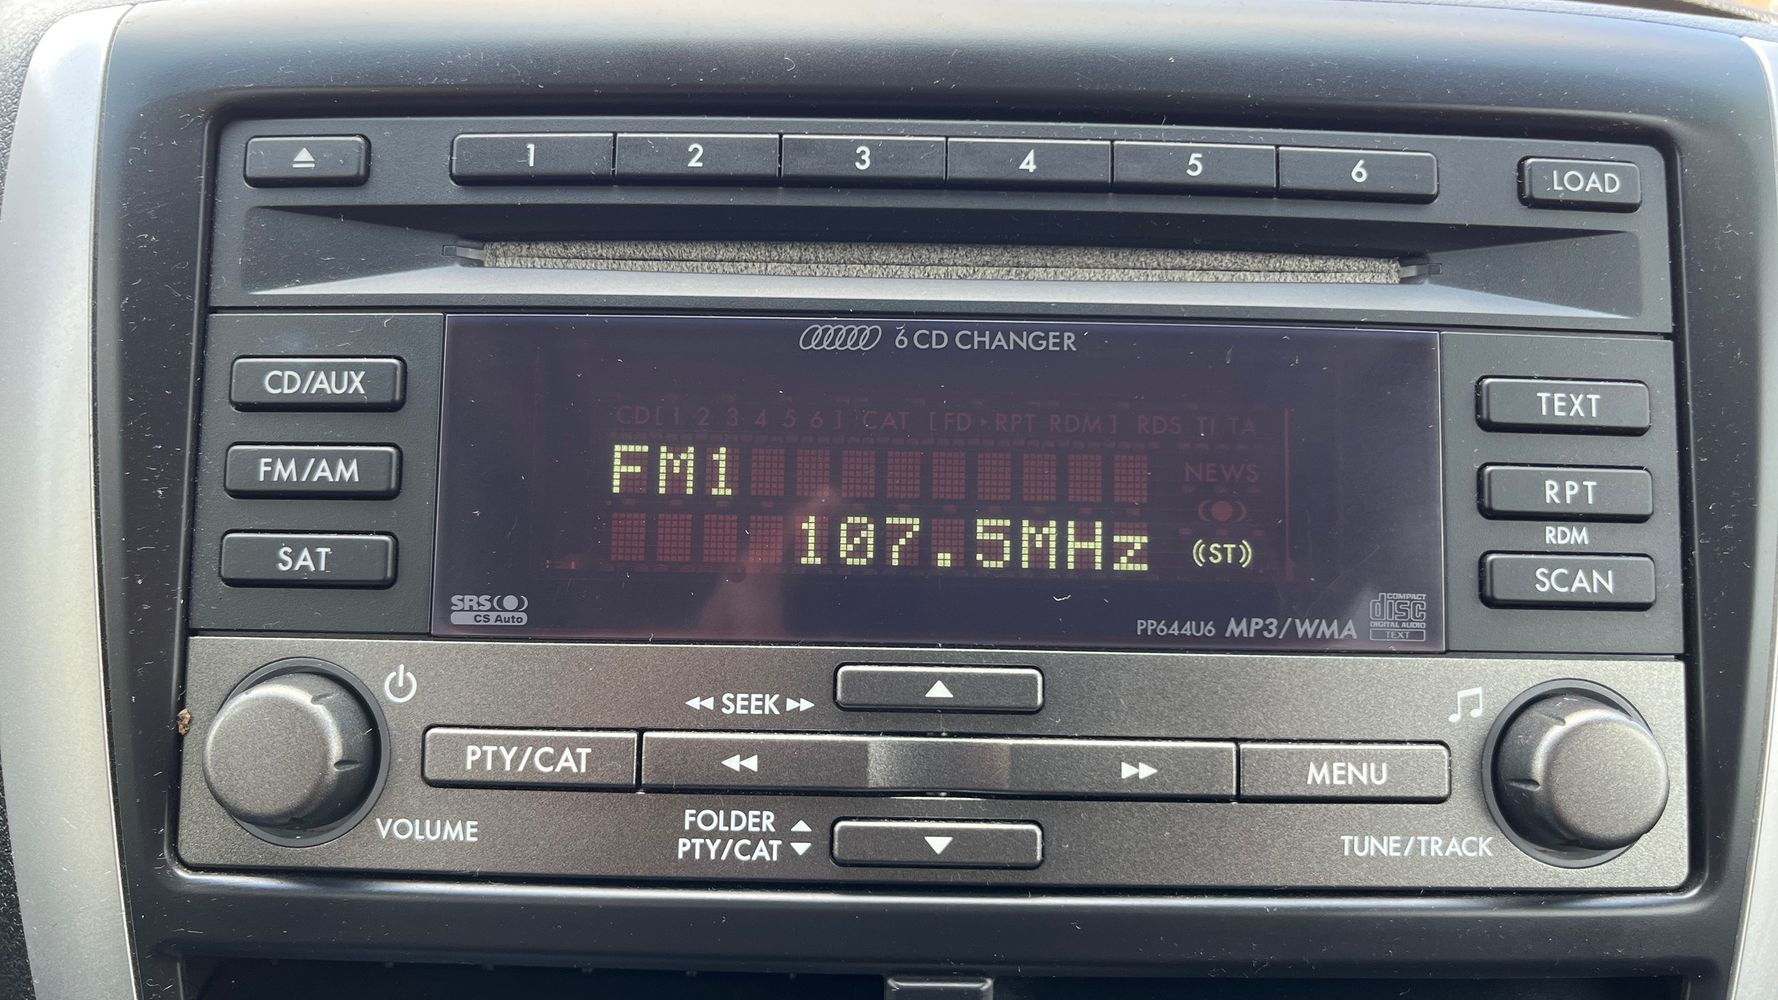 1 2 3 4 5 6 LOAD
6 CD CHANGER
CD/AUX
FM/AM
SAT
CD [ 1 2 3 4 5 6 ] CAT [ FD ▸ RPT RDM ] RDS TI TA
FM1
NEWS
107.5MHz ((ST))
SRS
CS Auto
PP644U6 MP3/WMA
COMPACT
disc
DIGITAL AUDIO
TEXT
TEXT
RPT
RDM
SCAN
SEEK
PTY/CAT
MENU
VOLUME
FOLDER
PTY/CAT
TUNE/TRACK